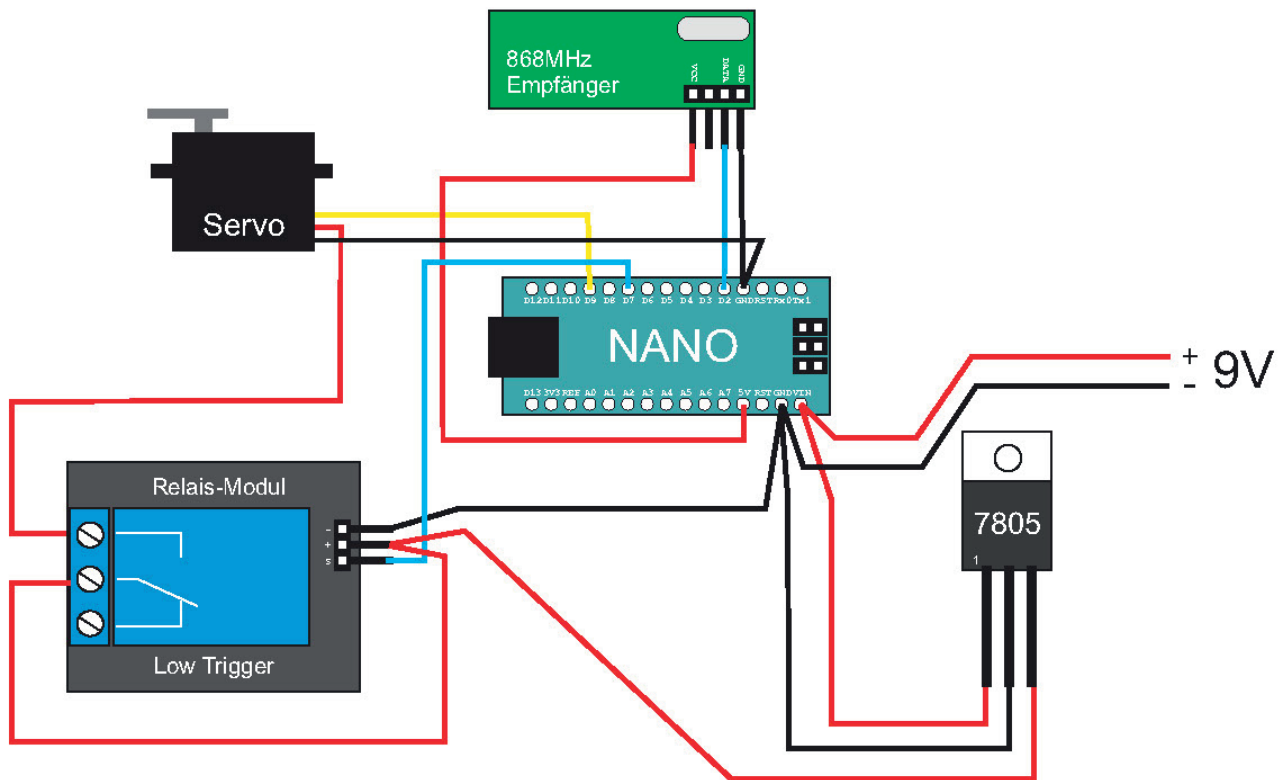 868MHz
Empfänger
VCC
DATA
GND
Servo
D12 D11 D10 D9 D8 D7 D6 D5 D4 D3 D2 GND RST Rx0 Tx1
NANO
D13 3V3 REF A0 A1 A2 A3 A4 A5 A6 A7 5V RST GND VIN
+
- 9V
7805
1
Relais-Modul
-
+
S
Low Trigger